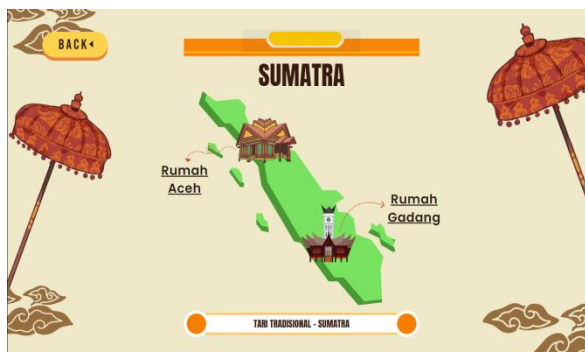 BACK
SUMATRA
Rumah
Aceh
Rumah
Gadang
TARI TRADISIONAL - SUMATRA